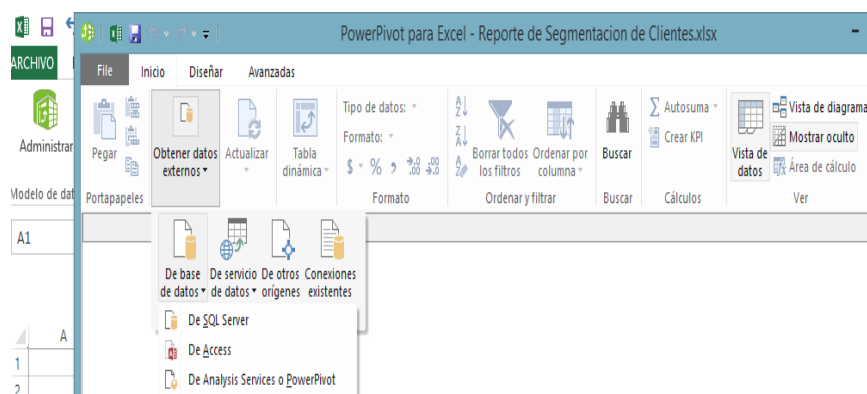 PowerPivot para Excel - Reporte de Segmentacion de Clientes.xlsx
ARCHIVO
File Inicio Diseñar Avanzadas
Administrar
Modelo de dat
A1
A
1
2
Pegar
Portapapeles
Obtener datos
externos
Actualizar
Tabla
dinámica
Tipo de datos:
Formato:
$ % , .00
Formato
Borrar todos
los filtros
Ordenar por
columna
Ordenar y filtrar
Buscar
Buscar
Autosuma
Crear KPI
Cálculos
Vista de
datos
Vista de diagrama
Mostrar oculto
Área de cálculo
Ver
De base
de datos
De servicio
de datos
De otros
orígenes
Conexiones
existentes
De SQL Server
De Access
De Analysis Services o PowerPivot